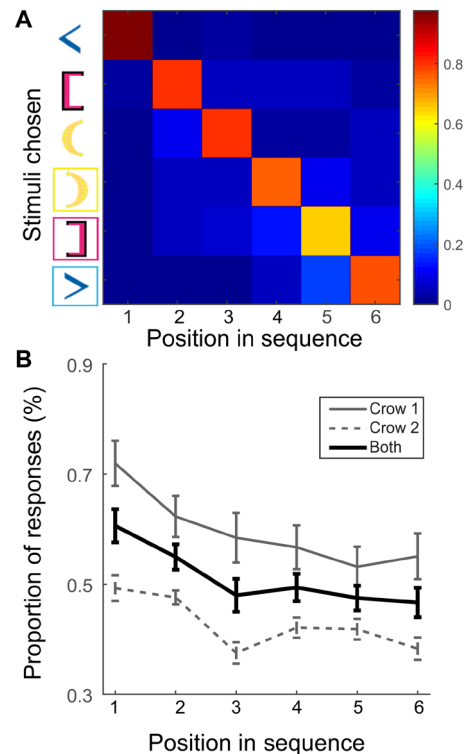 A
Stimuli chosen
0.8
0.6
0.4
0.2
0
1 2 3 4 5 6
Position in sequence
B
Proportion of responses (%)
0.9
0.7
0.5
0.3
Crow 1
Crow 2
Both
1 2 3 4 5 6
Position in sequence